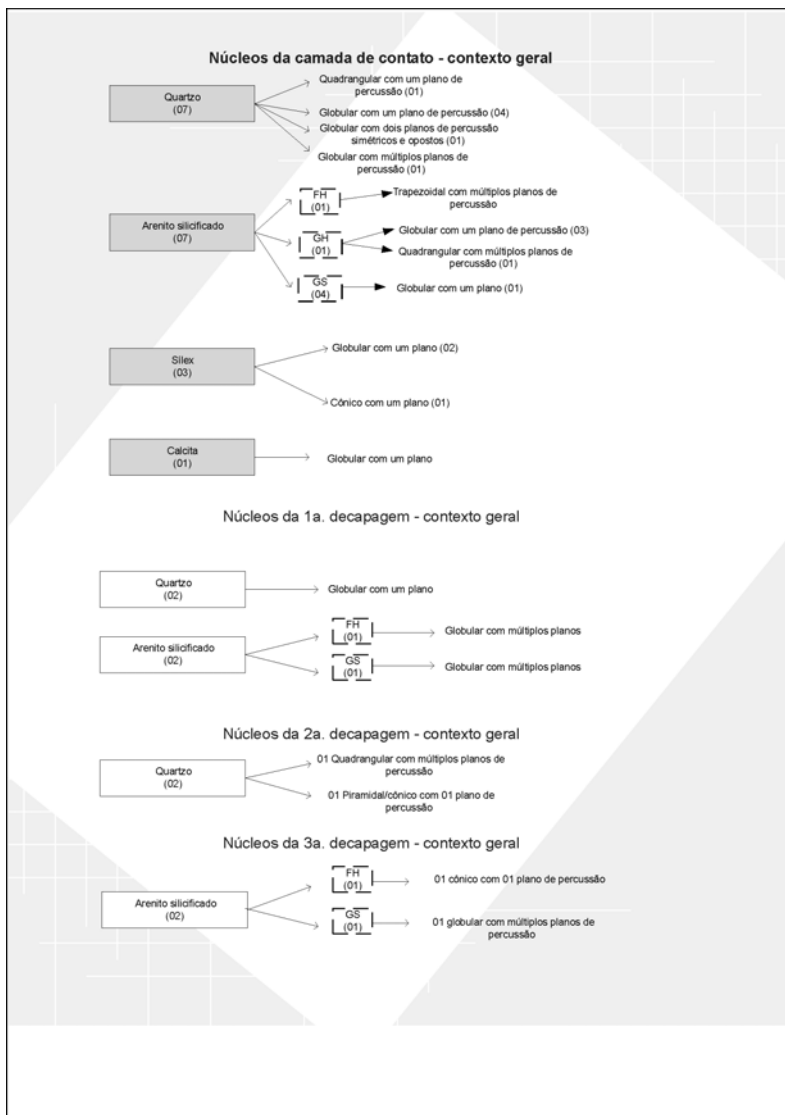 Núcleos da camada de contato - contexto geral
Quartzo
(07)
Quadrangular com um plano de
percussão (01)
Globular com um plano de percussão (04)
Globular com dois planos de percussão
simétricos e opostos (01)
Globular com múltiplos planos de
percussão (01)
Arenito silicificado
(07)
FH
(01)
Trapezoidal com múltiplos planos de
percussão
GH
(01)
Globular com um plano de percussão (03)
Quadrangular com múltiplos planos de
percussão (01)
GS
(04)
Globular com um plano (01)
Sílex
(03)
Globular com um plano (02)
Cônico com um plano (01)
Calcita
(01)
Globular com um plano
Núcleos da 1a. decapagem - contexto geral
Quartzo
(02)
Globular com um plano
Arenito silicificado
(02)
FH
(01)
Globular com múltiplos planos
GS
(01)
Globular com múltiplos planos
Núcleos da 2a. decapagem - contexto geral
Quartzo
(02)
01 Quadrangular com múltiplos planos de
percussão
01 Piramidal/cônico com 01 plano de
percussão
Núcleos da 3a. decapagem - contexto geral
Arenito silicificado
(02)
FH
(01)
01 cônico com 01 plano de percussão
GS
(01)
01 globular com múltiplos planos de
percussão